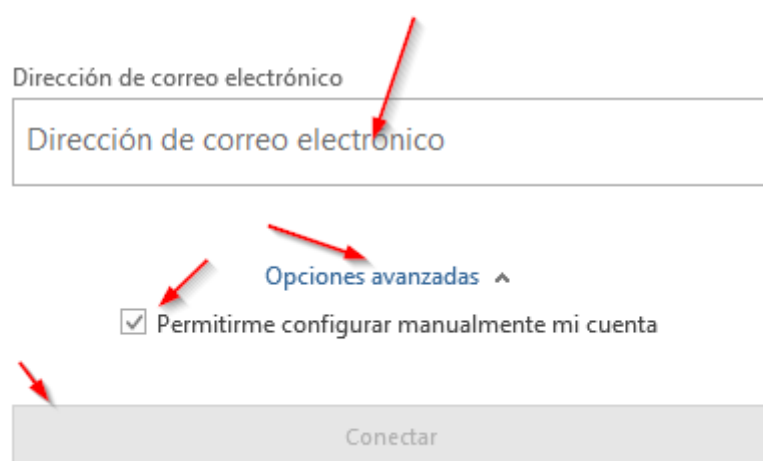 Dirección de correo electrónico
Dirección de correo electrónico
Opciones avanzadas
Permitirme configurar manualmente mi cuenta
Conectar